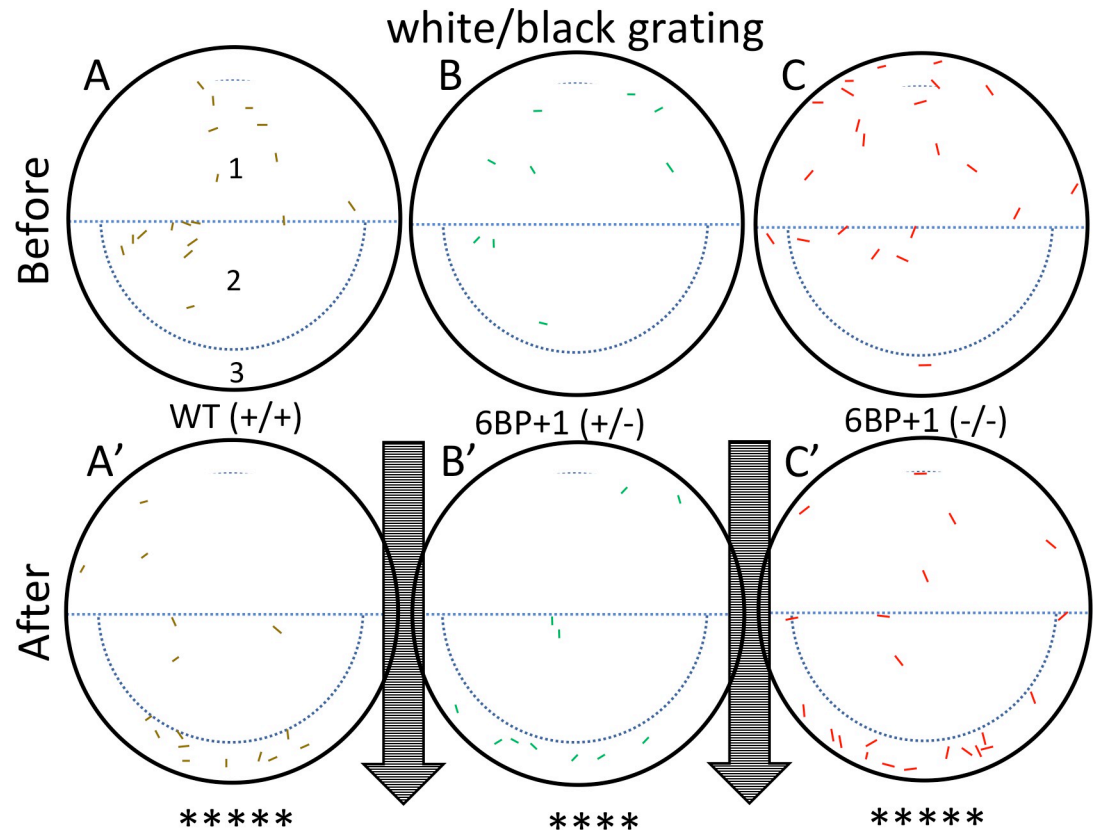 white/black grating
A B C
Before
1
2
3
WT (+/+) 6BP+1 (+/-) 6BP+1 (-/-)
A' B' C'
After
***** **** *****